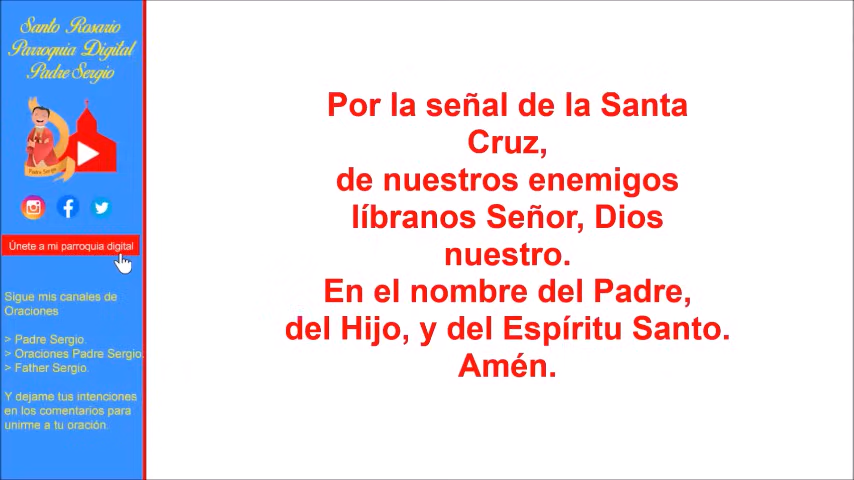 Santo Rosario
Parroquia Digital
Padre Sergio
Padre Sergio
Únete a mi parroquia digital
Sigue mis canales de
Oraciones
> Padre Sergio.
> Oraciones Padre Sergio.
> Father Sergio.
Y dejame tus intenciones
en los comentarios para
unirme a tu oración.
Por la señal de la Santa
Cruz,
de nuestros enemigos
líbranos Señor, Dios
nuestro.
En el nombre del Padre,
del Hijo, y del Espíritu Santo.
Amén.